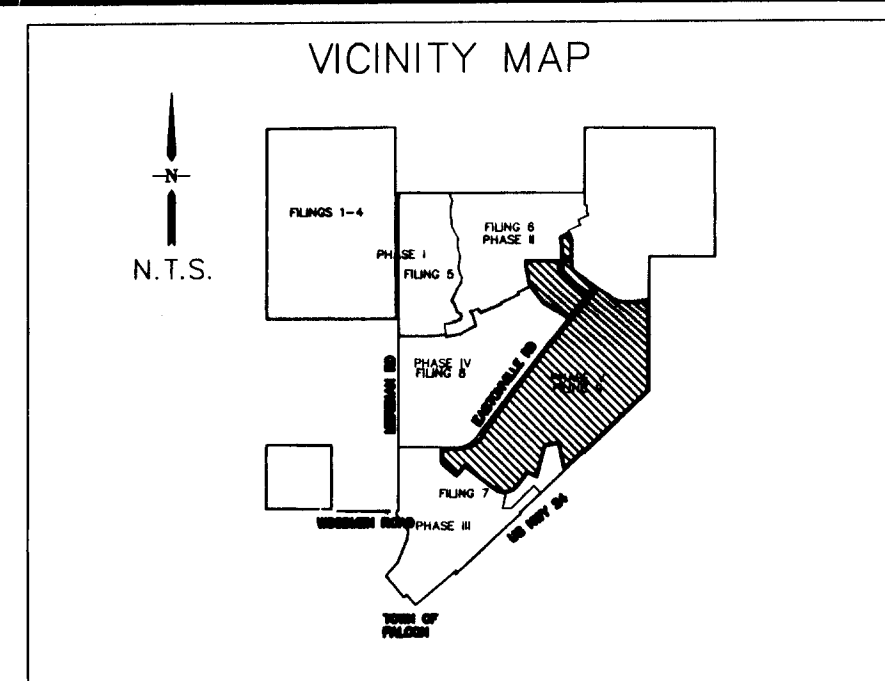 VICINITY MAP
N
N.T.S.
FILINGS 1-4
FILING 6
PHASE II
PHASE I
FILING 5
PHASE IV
FILING 8
MERIDIAN RD
EASTONVILLE RD
FILING 7
WOODMEN ROAD
PHASE III
US HWY 24
TOWN OF
FALCON